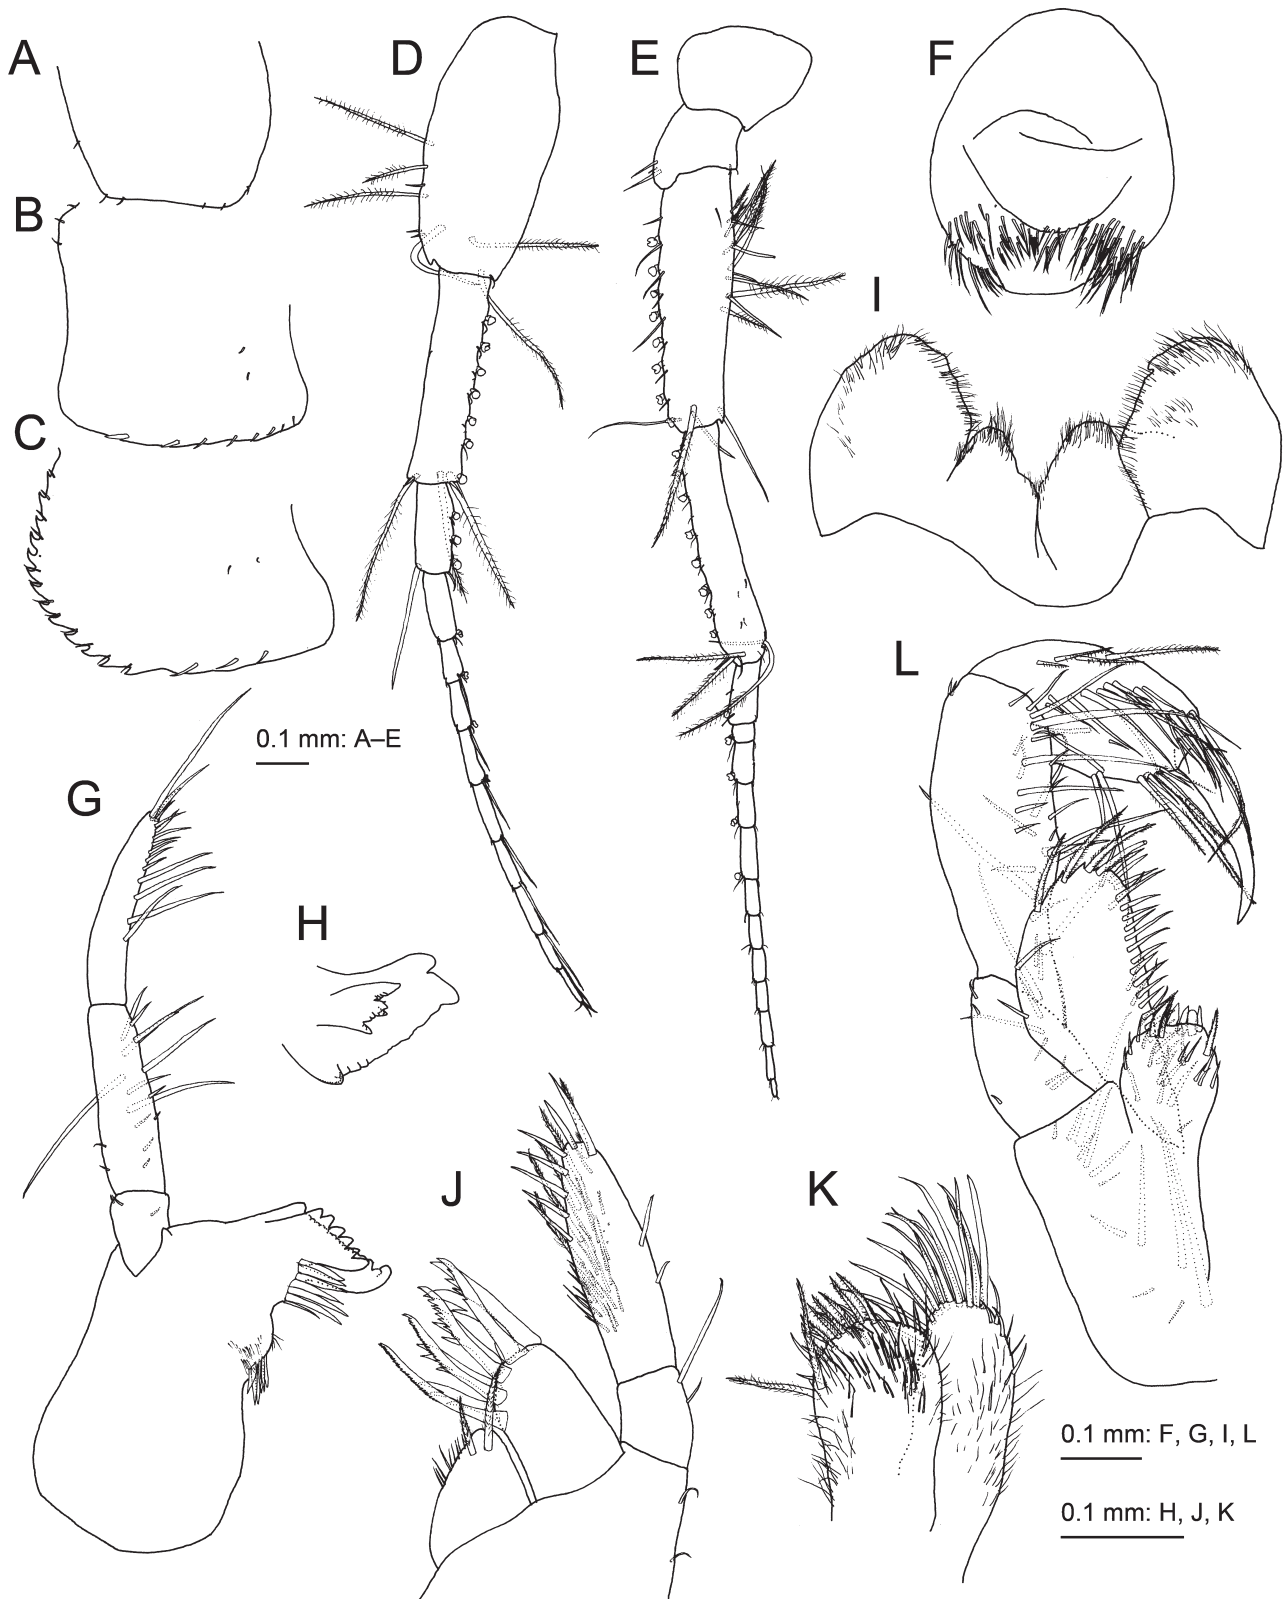 A
B
C
D
E
F
I
L
0.1 mm: A–E
G
H
J
K
0.1 mm: F, G, I, L
0.1 mm: H, J, K